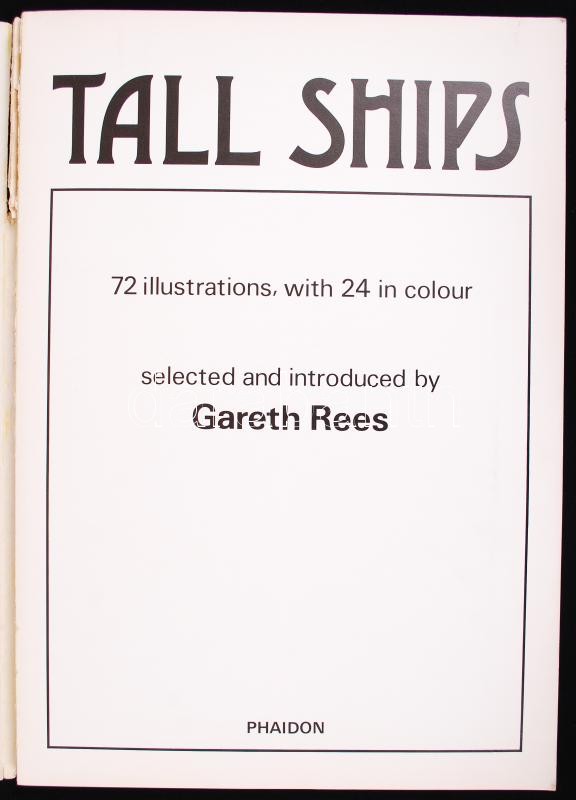 TALL SHIPS
72 illustrations, with 24 in colour
selected and introduced by
Gareth Rees
PHAIDON